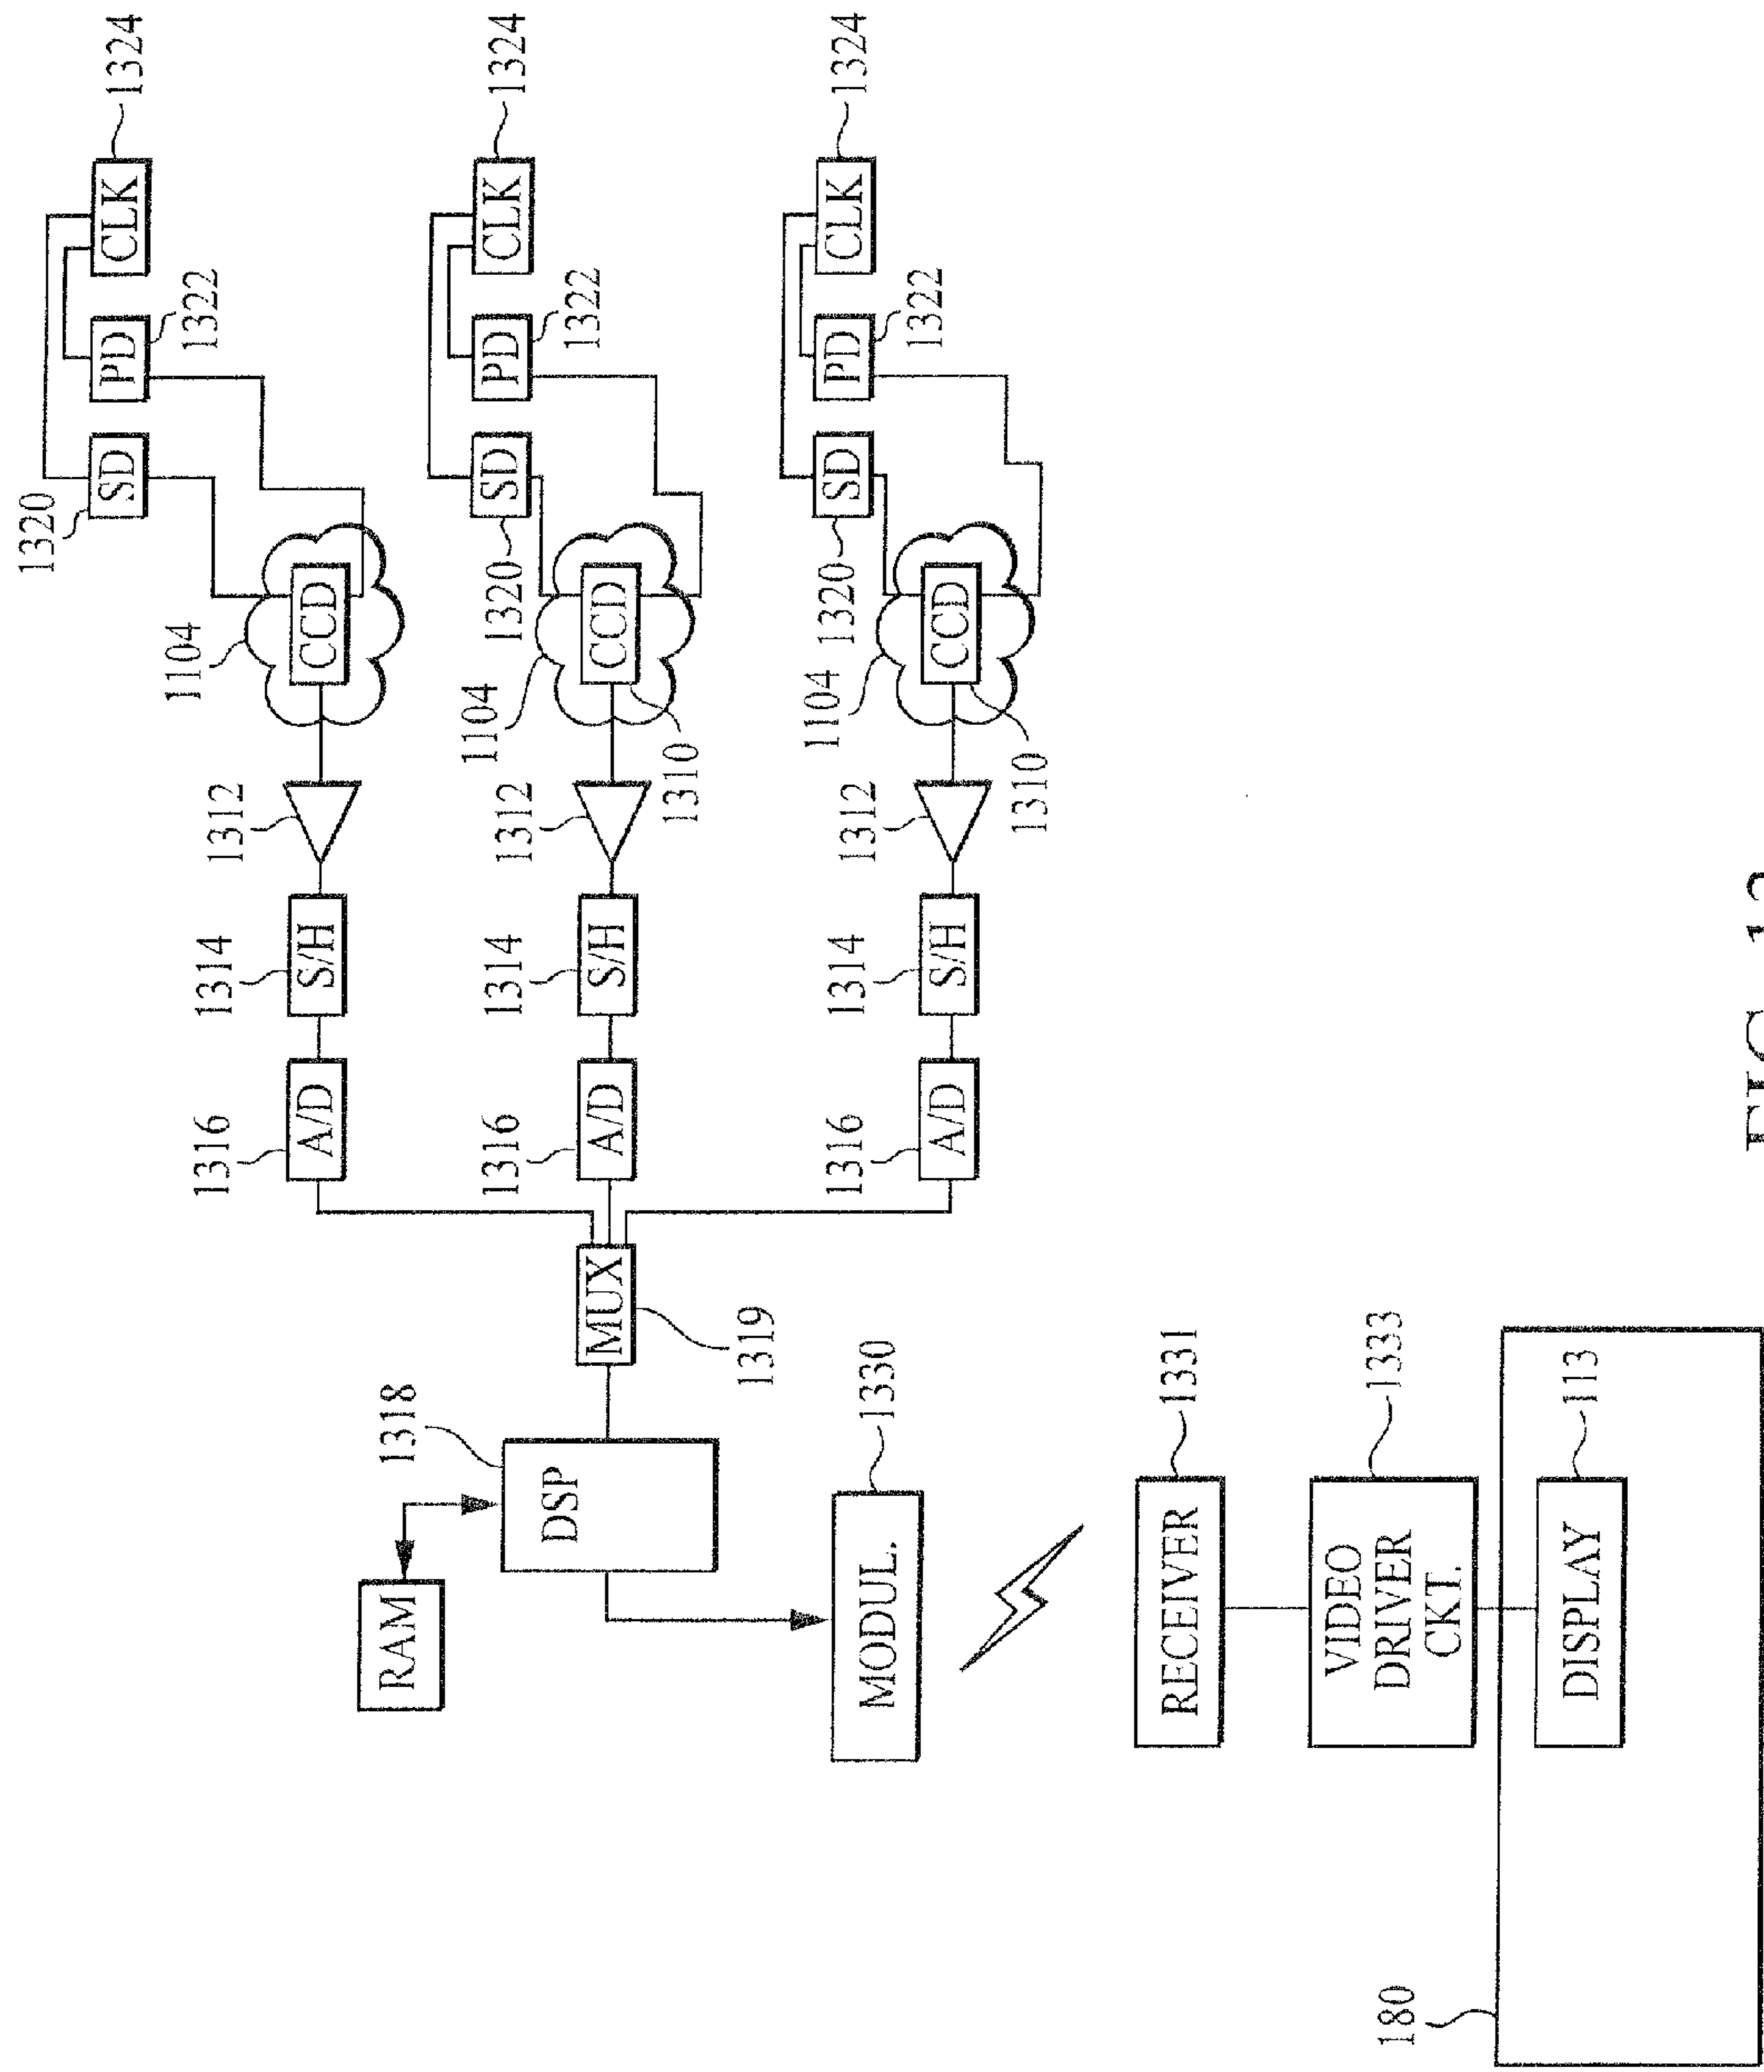 1320
SD
PD
CLK
1324
1322
1104
1316
1314
1312
A/D
S/H
CCD
RAM
1318
DSP
MUX
1319
1316
1314
1312
1104
1320
SD
PD
CLK
1324
1322
A/D
S/H
CCD
1310
1316
1314
1312
1104
1320
SD
PD
CLK
1324
1322
A/D
S/H
CCD
1310
MODUL.
1330
RECEIVER
1331
VIDEO
DRIVER
CKT.
1333
180
DISPLAY
113
FIG. 13